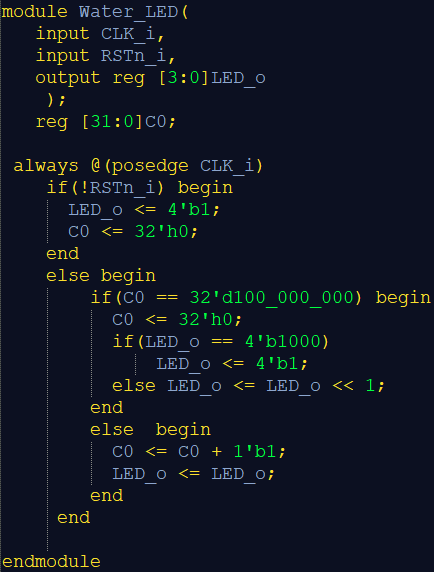 module Water_LED(
input CLK_i,
input RSTn_i,
output reg [3:0]LED_o
);
reg [31:0]C0;
always @(posedge CLK_i)
if(!RSTn_i) begin
LED_o <= 4'b1;
C0 <= 32'h0;
end
else begin
if(C0 == 32'd100_000_000) begin
C0 <= 32'h0;
if(LED_o == 4'b1000)
LED_o <= 4'b1;
else LED_o <= LED_o << 1;
end
else  begin
C0 <= C0 + 1'b1;
LED_o <= LED_o;
end
end
endmodule